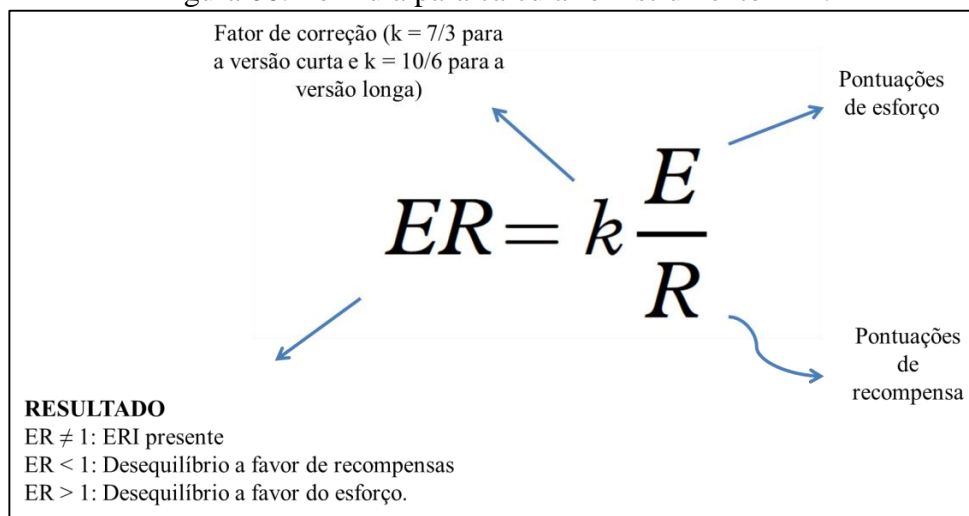 Fator de correção (k = 7/3 para
a versão curta e k = 10/6 para a
versão longa)
Pontuações
de esforço
ER = k E
R
Pontuações
de
recompensa
RESULTADO
ER ≠ 1: ERI presente
ER < 1: Desequilíbrio a favor de recompensas
ER > 1: Desequilíbrio a favor do esforço.